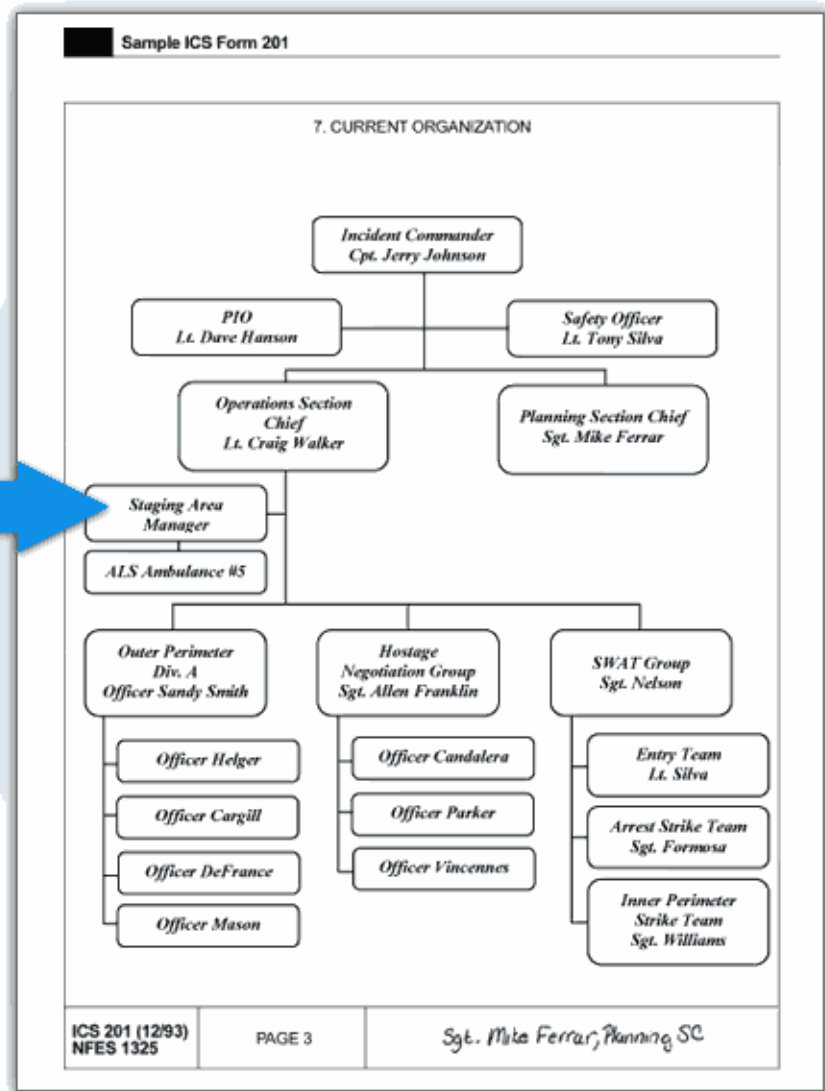 Sample ICS Form 201
7. CURRENT ORGANIZATION
Incident Commander
Cpt. Jerry Johnson
PIO
Lt. Dave Hanson
Safety Officer
Lt. Tony Silva
Operations Section
Chief
Lt. Craig Walker
Planning Section Chief
Sgt. Mike Ferrar
Staging Area
Manager
ALS Ambulance #5
Outer Perimeter
Div. A
Officer Sandy Smith
Hostage
Negotiation Group
Sgt. Allen Franklin
SWAT Group
Sgt. Nelson
Officer Helger
Officer Cargill
Officer DeFrance
Officer Mason
Officer Candalera
Officer Parker
Officer Vincennes
Entry Team
Lt. Silva
Arrest Strike Team
Sgt. Formosa
Inner Perimeter
Strike Team
Sgt. Williams
ICS 201 (12/93)
NFES 1325
PAGE 3
Sgt. Mike Ferrar, Planning SC